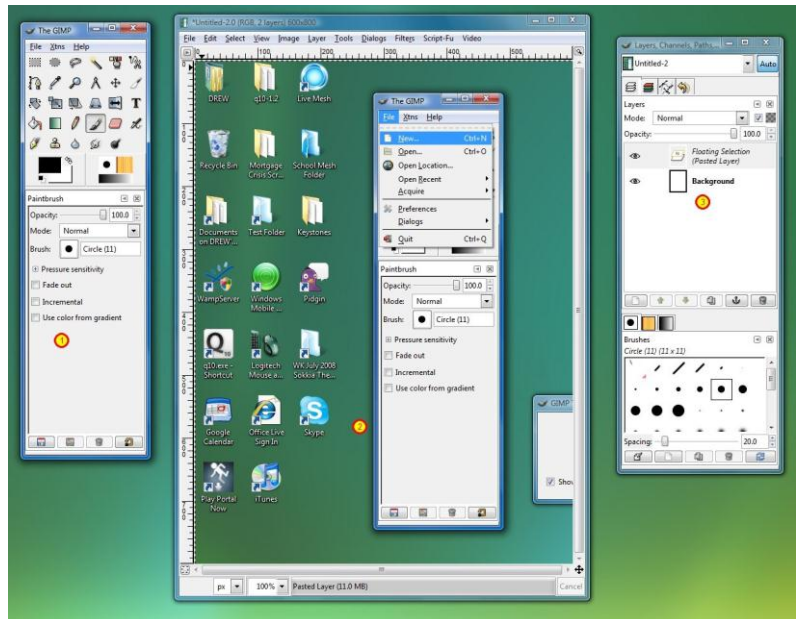 The GIMP
File Xtns Help
T
Paintbrush
Opacity: 100.0
Mode: Normal
Brush: Circle (11)
Pressure sensitivity
Fade out
Incremental
Use color from gradient
1
*Untitled-2.0 (RGB, 2 layers) 600x800
File Edit Select View Image Layer Tools Dialogs Filters Script-Fu Video
0 100 200 300 400 500
DREW q10-1.2 Live Mesh
Recycle Bin Mortgage Crisis Scr... School Mesh Folder
Documents on DREW... Test Folder Keystones
WampServer Windows Mobile ... Pidgin
q10.exe - Shortcut Logitech Mouse a... WK July 2008 Sokkia The...
Google Calendar Office Live Sign In Skype
Play Portal Now iTunes
The GIMP
File Xtns Help
New... Ctrl+N
Open... Ctrl+O
Open Location...
Open Recent
Acquire
Preferences
Dialogs
Quit Ctrl+Q
Paintbrush
Opacity: 100.0
Mode: Normal
Brush: Circle (11)
Pressure sensitivity
Fade out
Incremental
Use color from gradient
2
GIMP
Show
px 100% Pasted Layer (11.0 MB) Cancel
Layers, Channels, Paths...
Untitled-2 Auto
Layers
Mode: Normal
Opacity: 100.0
Floating Selection
(Pasted Layer)
Background
3
Brushes
Circle (11) (11 x 11)
Spacing: 20.0